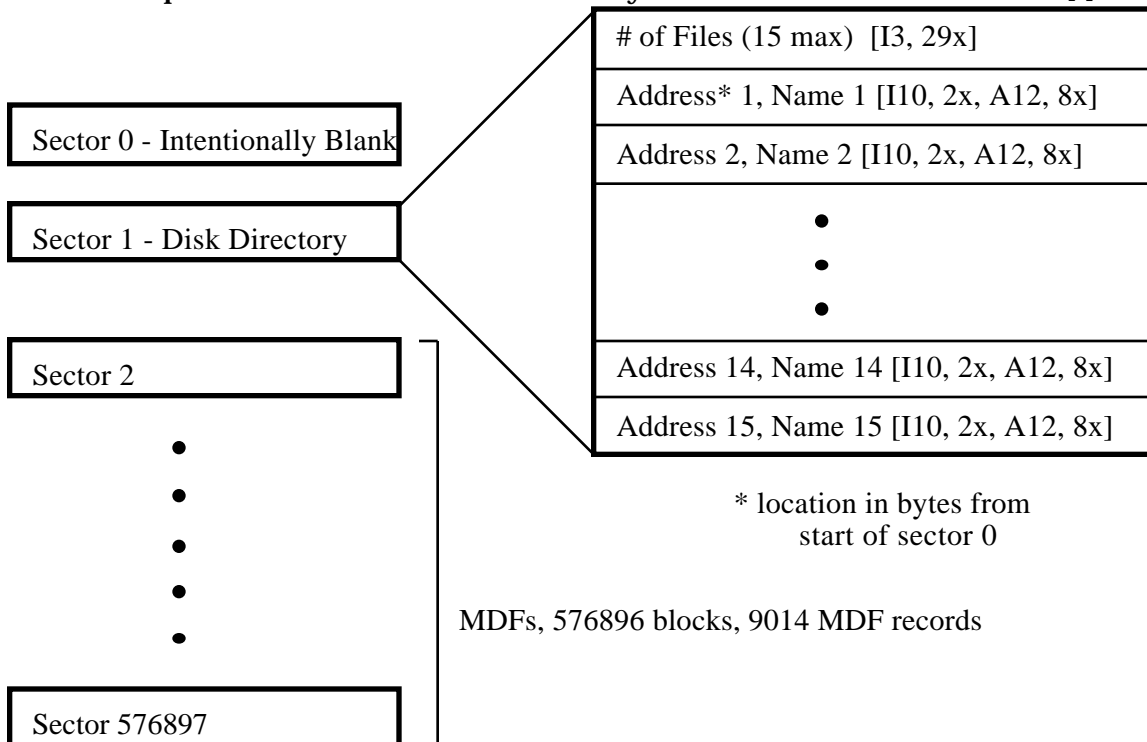 # of Files (15 max) [I3, 29x]
Address* 1, Name 1 [I10, 2x, A12, 8x]
Address 2, Name 2 [I10, 2x, A12, 8x]
Address 14, Name 14 [I10, 2x, A12, 8x]
Address 15, Name 15 [I10, 2x, A12, 8x]
* location in bytes from
start of sector 0
Sector 0 - Intentionally Blank
Sector 1 - Disk Directory
Sector 2
MDFs, 576896 blocks, 9014 MDF records
Sector 576897